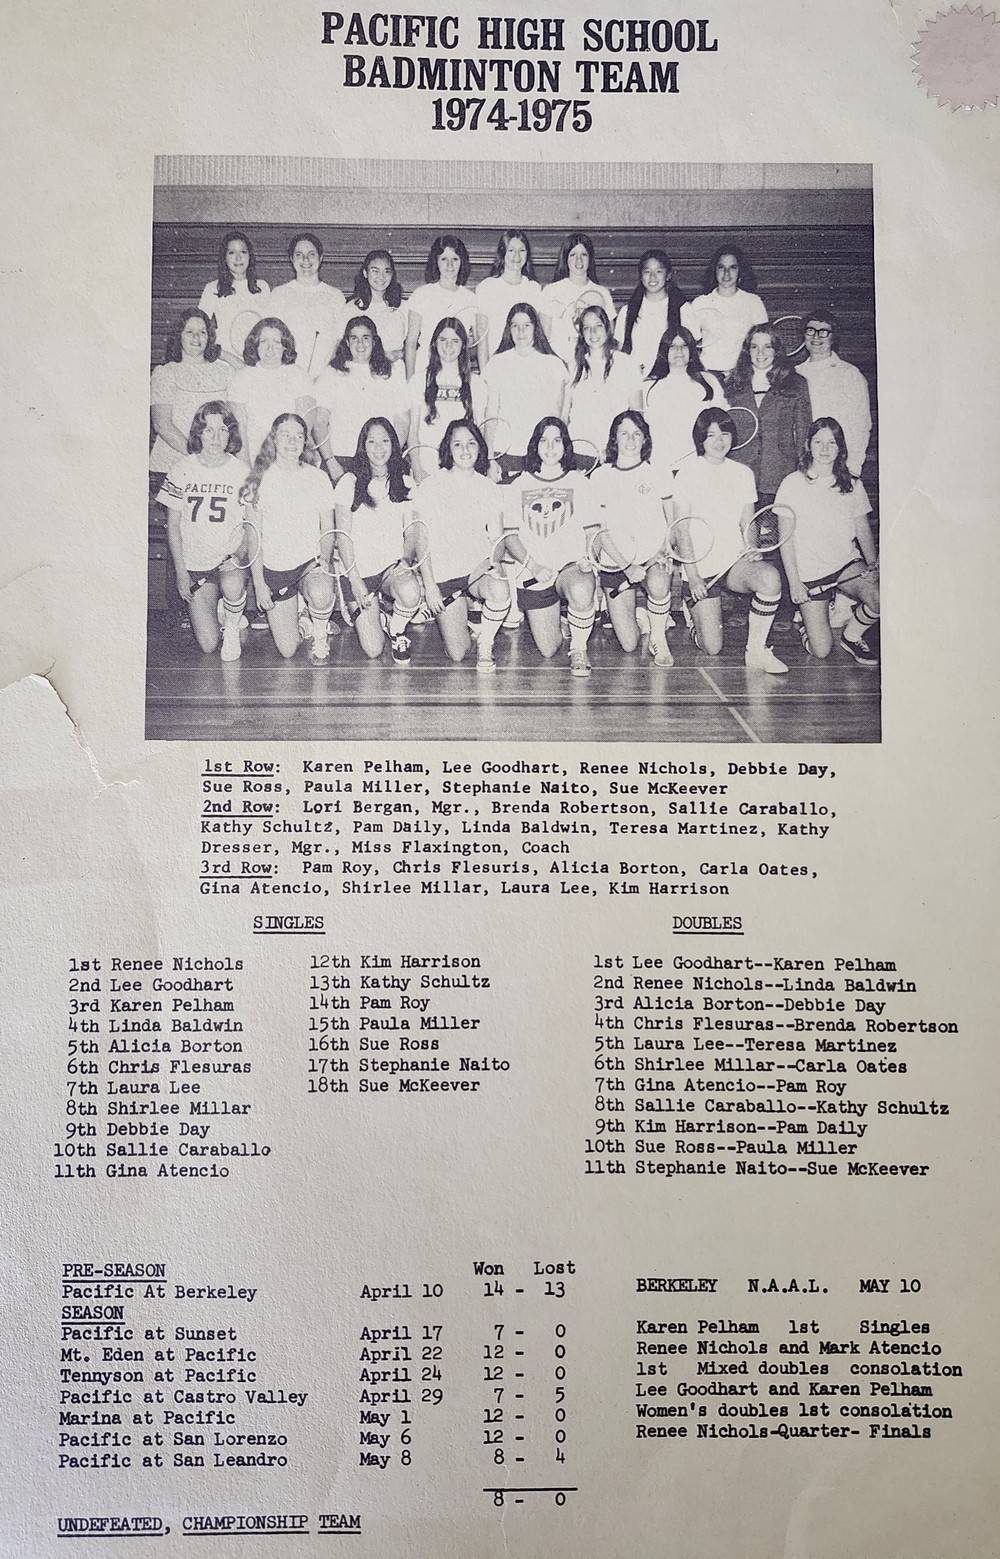 PACIFIC HIGH SCHOOL
BADMINTON TEAM
1974-1975
PACIFIC
75
1st Row: Karen Pelham, Lee Goodhart, Renee Nichols, Debbie Day,
Sue Ross, Paula Miller, Stephanie Naito, Sue McKeever
2nd Row: Lori Bergan, Mgr., Brenda Robertson, Sallie Caraballo,
Kathy Schultz, Pam Daily, Linda Baldwin, Teresa Martinez, Kathy
Dresser, Mgr., Miss Flaxington, Coach
3rd Row: Pam Roy, Chris Flesuris, Alicia Borton, Carla Oates,
Gina Atencio, Shirlee Millar, Laura Lee, Kim Harrison
SINGLES
1st Renee Nichols
2nd Lee Goodhart
3rd Karen Pelham
4th Linda Baldwin
5th Alicia Borton
6th Chris Flesuras
7th Laura Lee
8th Shirlee Millar
9th Debbie Day
10th Sallie Caraballo
11th Gina Atencio
12th Kim Harrison
13th Kathy Schultz
14th Pam Roy
15th Paula Miller
16th Sue Ross
17th Stephanie Naito
18th Sue McKeever
DOUBLES
1st Lee Goodhart--Karen Pelham
2nd Renee Nichols--Linda Baldwin
3rd Alicia Borton--Debbie Day
4th Chris Flesuras--Brenda Robertson
5th Laura Lee--Teresa Martinez
6th Shirlee Millar--Carla Oates
7th Gina Atencio--Pam Roy
8th Sallie Caraballo--Kathy Schultz
9th Kim Harrison--Pam Daily
10th Sue Ross--Paula Miller
11th Stephanie Naito--Sue McKeever
PRE-SEASON Won Lost
Pacific At Berkeley April 10 14 - 13
SEASON
Pacific at Sunset April 17 7 - 0
Mt. Eden at Pacific April 22 12 - 0
Tennyson at Pacific April 24 12 - 0
Pacific at Castro Valley April 29 7 - 5
Marina at Pacific May 1 12 - 0
Pacific at San Lorenzo May 6 12 - 0
Pacific at San Leandro May 8 8 - 4
8 - 0
UNDEFEATED, CHAMPIONSHIP TEAM
BERKELEY N.A.A.L. MAY 10
Karen Pelham 1st Singles
Renee Nichols and Mark Atencio
1st Mixed doubles consolation
Lee Goodhart and Karen Pelham
Women's doubles 1st consolation
Renee Nichols-Quarter- Finals